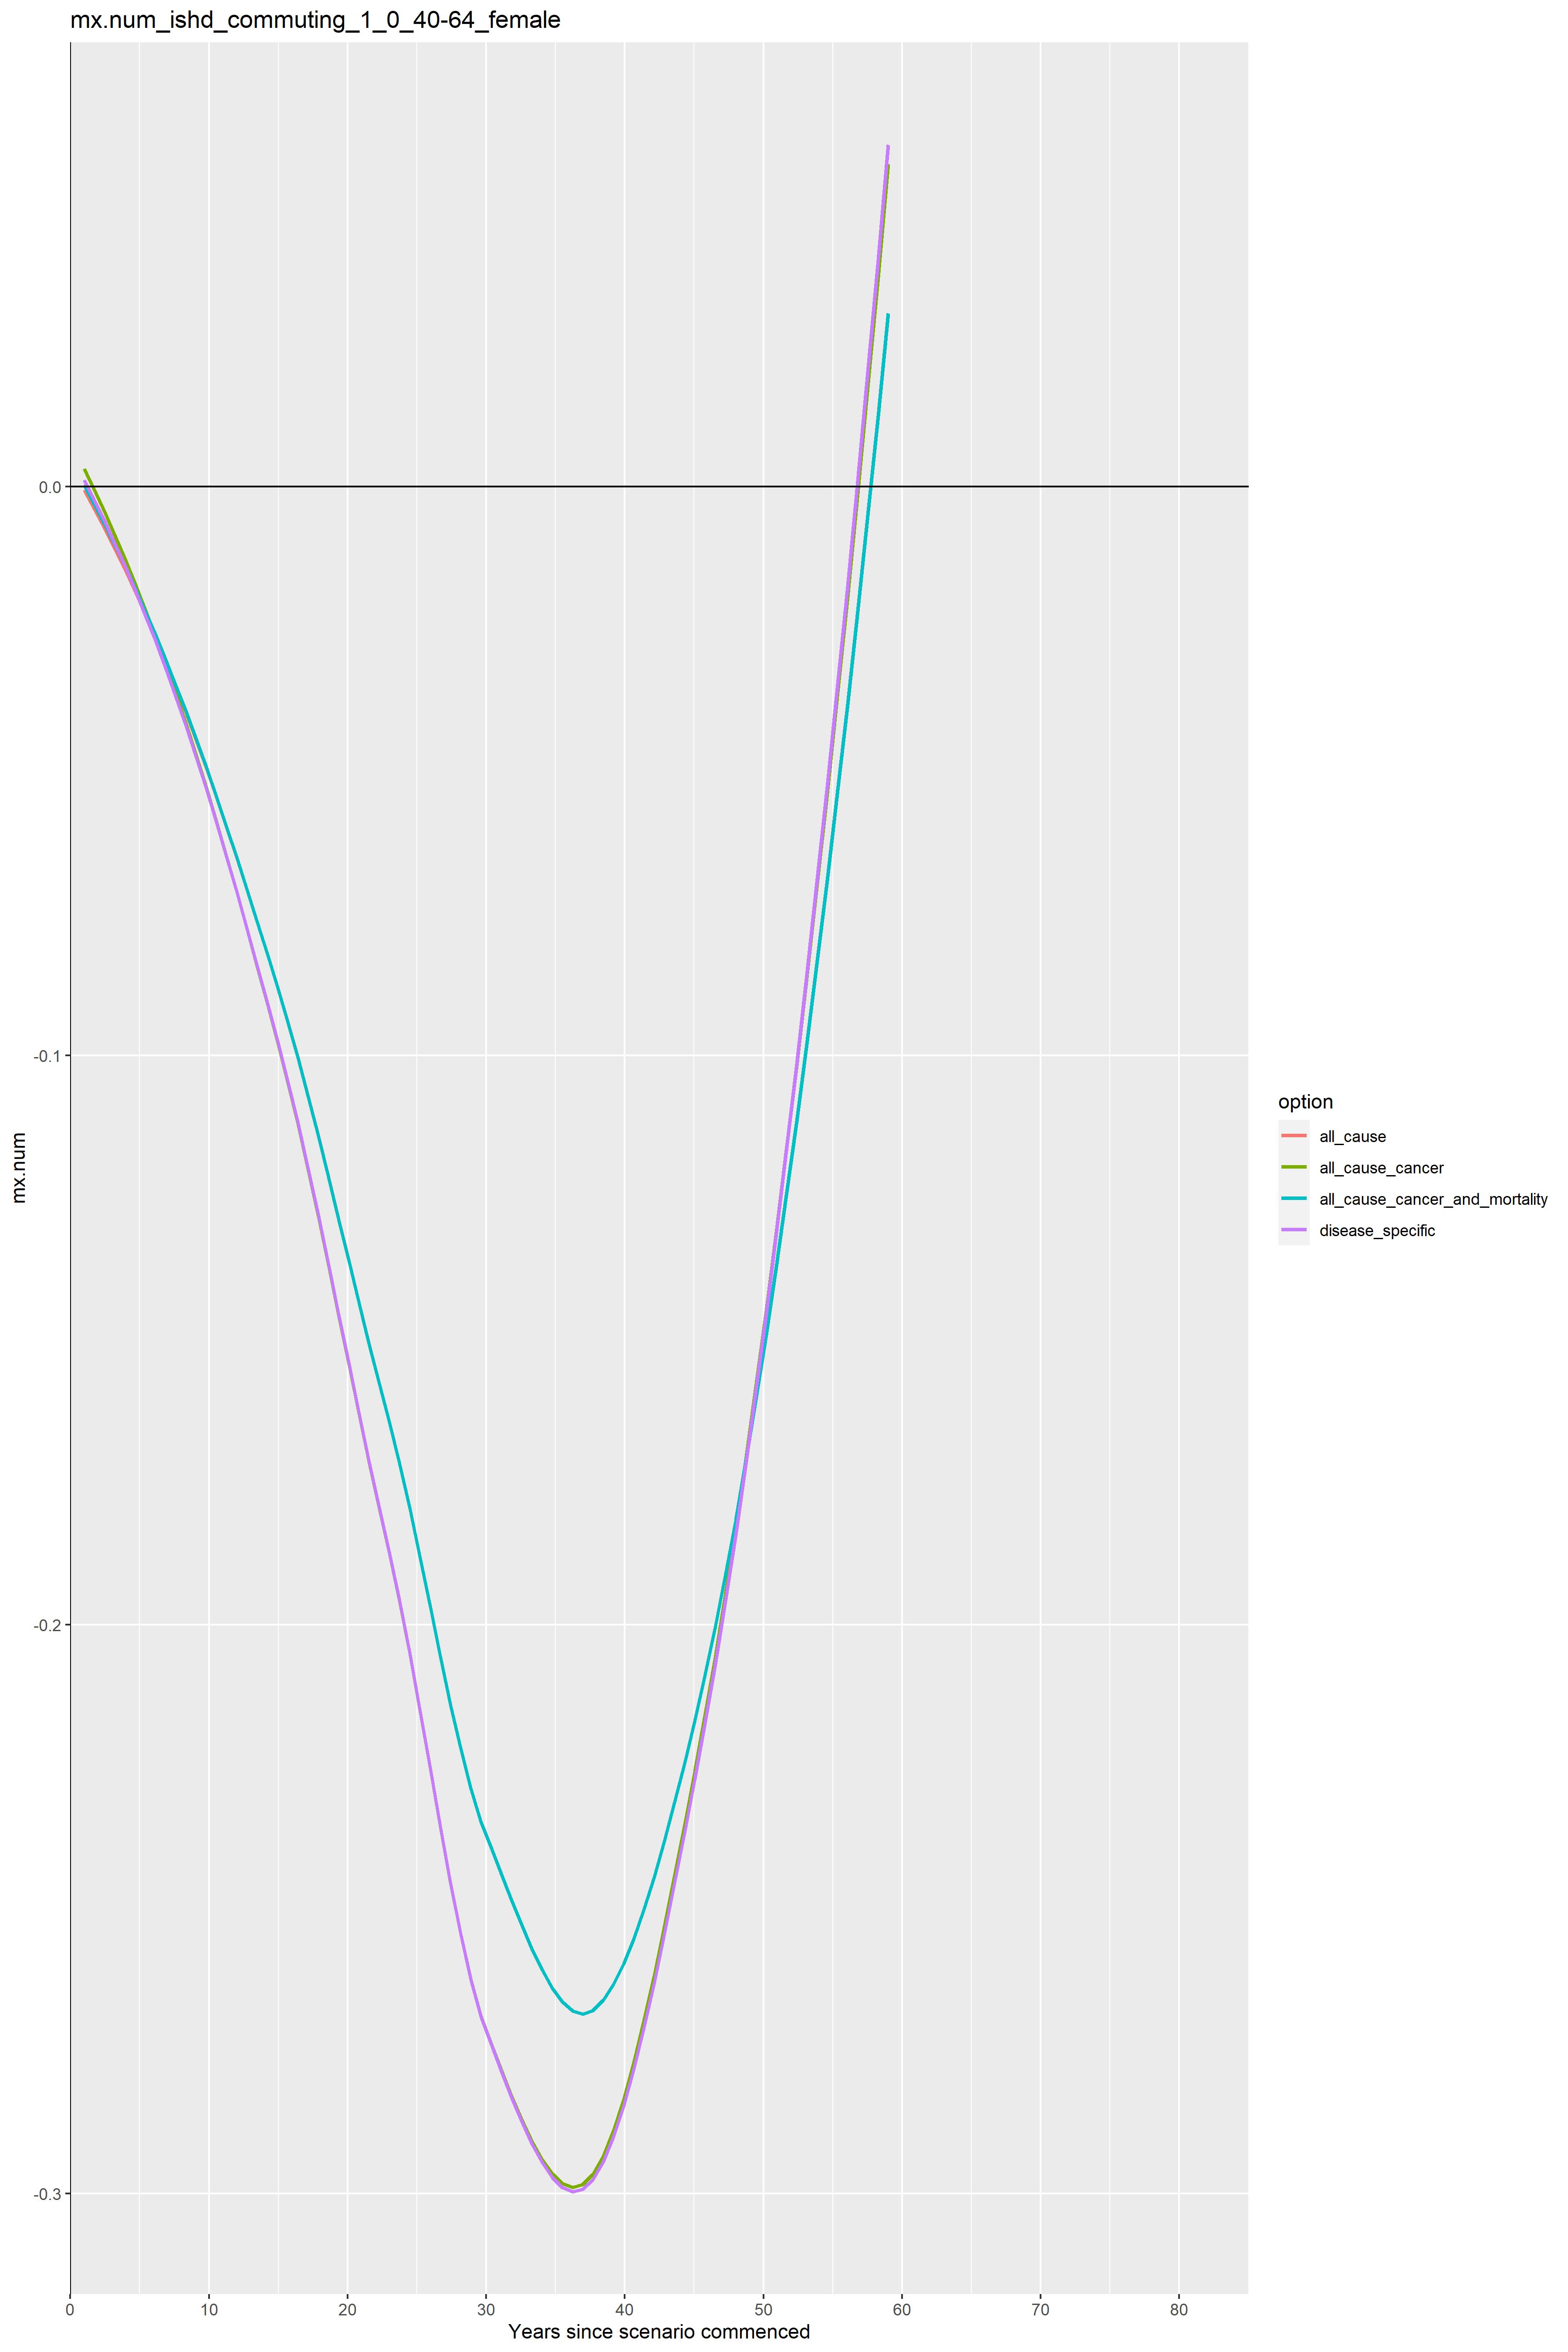 mx.num_ishd_commuting_1_0_40-64_female
mx.num
0.0
-0.1
-0.2
-0.3
0 10 20 30 40 50 60 70 80
Years since scenario commenced
option
all_cause
all_cause_cancer
all_cause_cancer_and_mortality
disease_specific